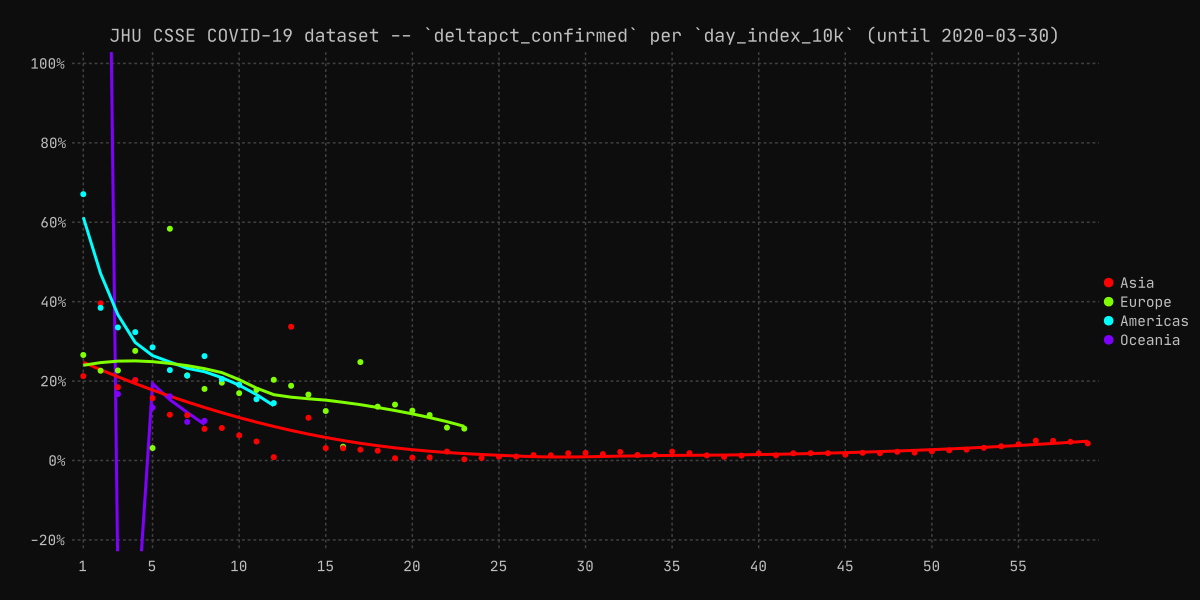 JHU CSSE COVID-19 dataset -- `deltapct_confirmed` per `day_index_10k` (until 2020-03-30)
100%
80%
60%
40%
20%
0%
-20%
1 5 10 15 20 25 30 35 40 45 50 55
Asia
Europe
Americas
Oceania